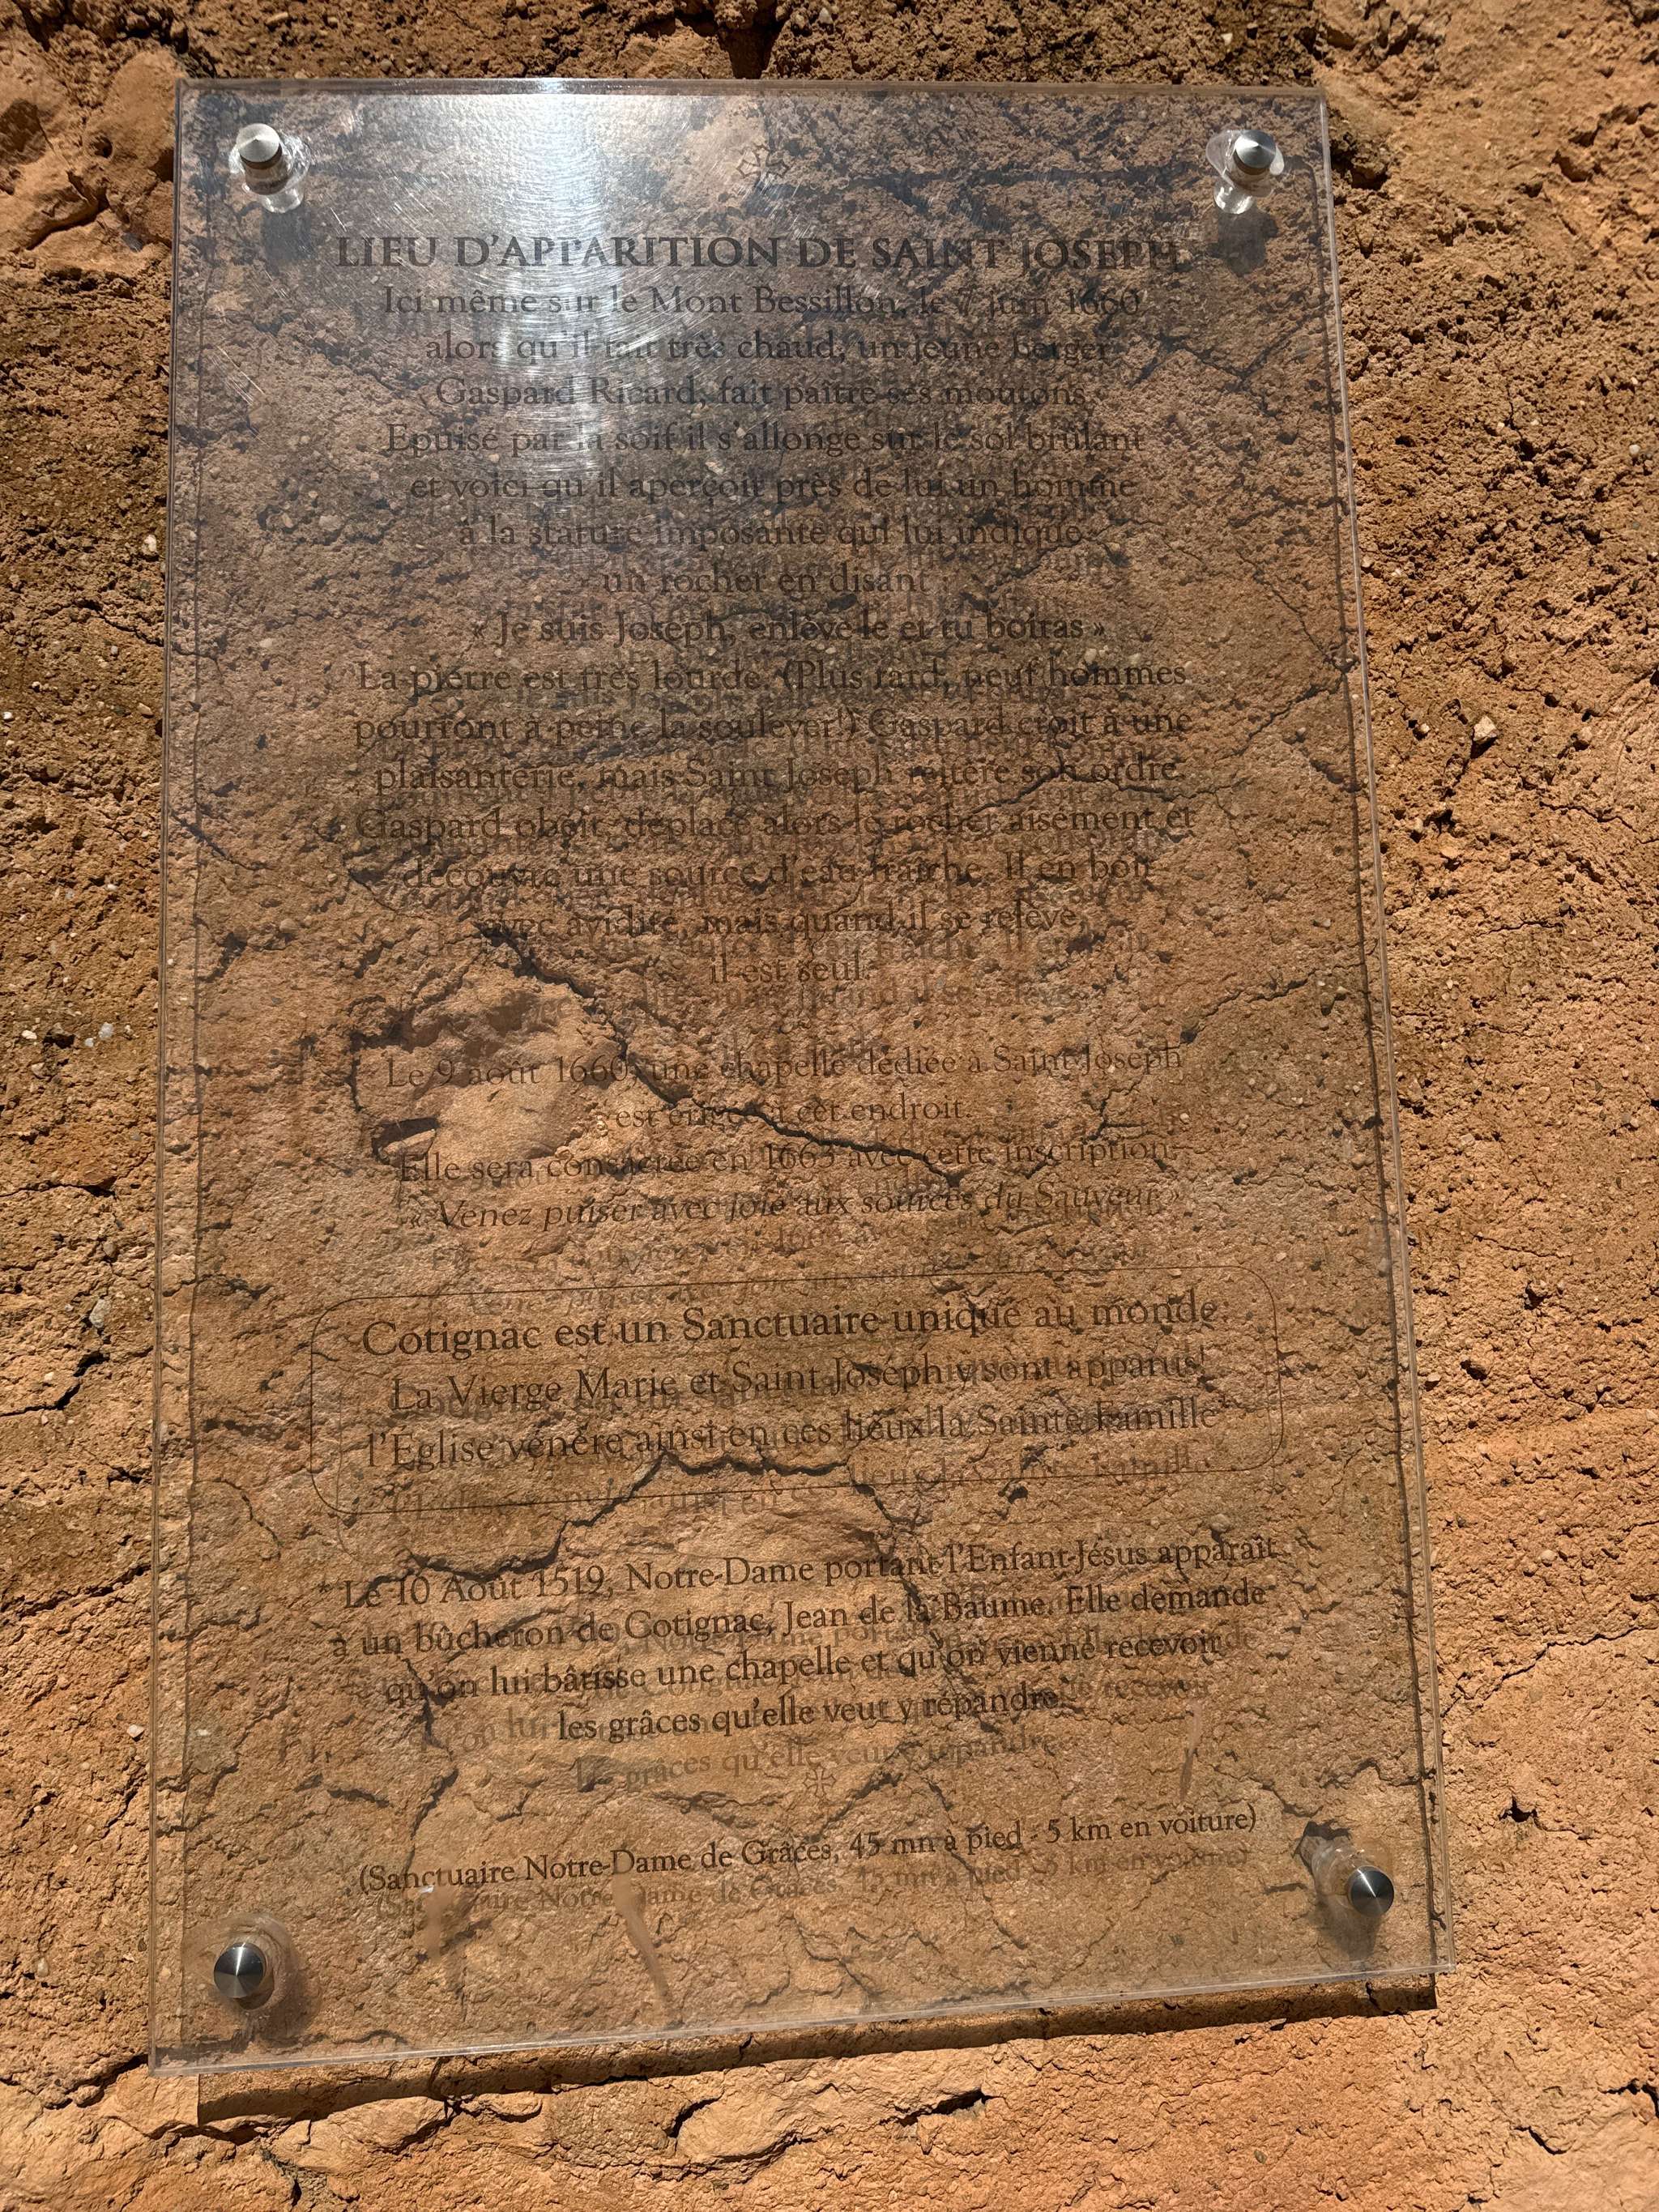 LIEU D'APPARITION DE SAINT JOSEPH
Ici même sur le Mont Bessillon, le 7 juin 1660
alors qu'il fait très chaud, un jeune berger
Gaspard Ricard, fait paître ses moutons.
Epuisé par la soif il s'allonge sur le sol brûlant
et voici qu'il aperçoit près de lui un homme
à la stature imposante qui lui indique
un rocher en disant :
« Je suis Joseph, enlève-le et tu boiras »
La pierre est très lourde. (Plus tard, neuf hommes
pourront à peine la soulever!) Gaspard croit à une
plaisanterie, mais Saint Joseph réitère son ordre.
Gaspard obéit, déplace alors le rocher aisément et
découvre une source d'eau fraîche. Il en boit
avec avidité, mais quand il se relève,
il est seul.
Le 9 août 1660, une chapelle dédiée à Saint Joseph
est érigée à cet endroit.
Elle sera consacrée en 1663 avec cette inscription:
« Venez puiser avec joie aux sources du Sauveur »
Cotignac est un Sanctuaire unique au monde:
La Vierge Marie et Saint Joseph y sont apparus!
l'Eglise vénère ainsi en ces lieux la Sainte Famille*
* Le 10 Août 1519, Notre-Dame portant l'Enfant-Jésus apparaît
à un bûcheron de Cotignac, Jean de la Baume. Elle demande
qu'on lui bâtisse une chapelle et qu'on vienne recevoir
les grâces qu'elle veut y répandre.
(Sanctuaire Notre-Dame de Grâces, 45 mn à pied - 5 km en voiture)